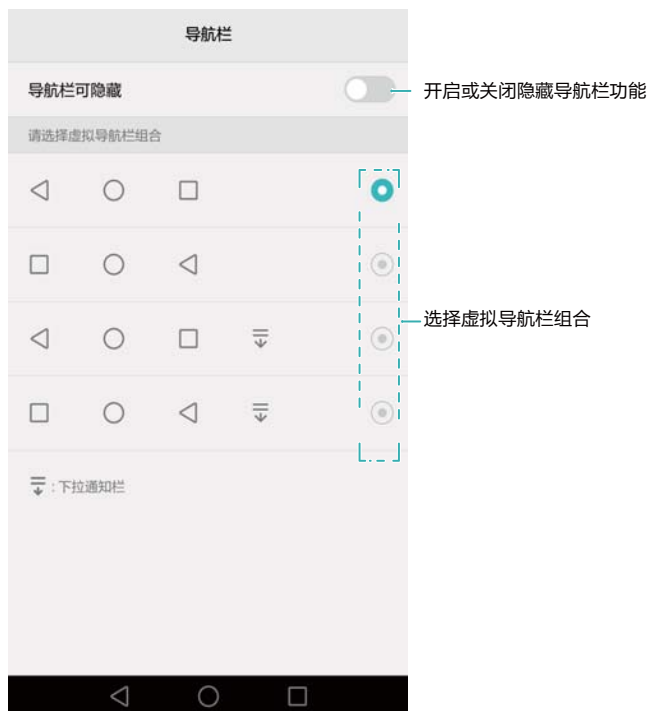 导航栏
导航栏可隐藏
开启或关闭隐藏导航栏功能
请选择虚拟导航栏组合
选择虚拟导航栏组合
：下拉通知栏